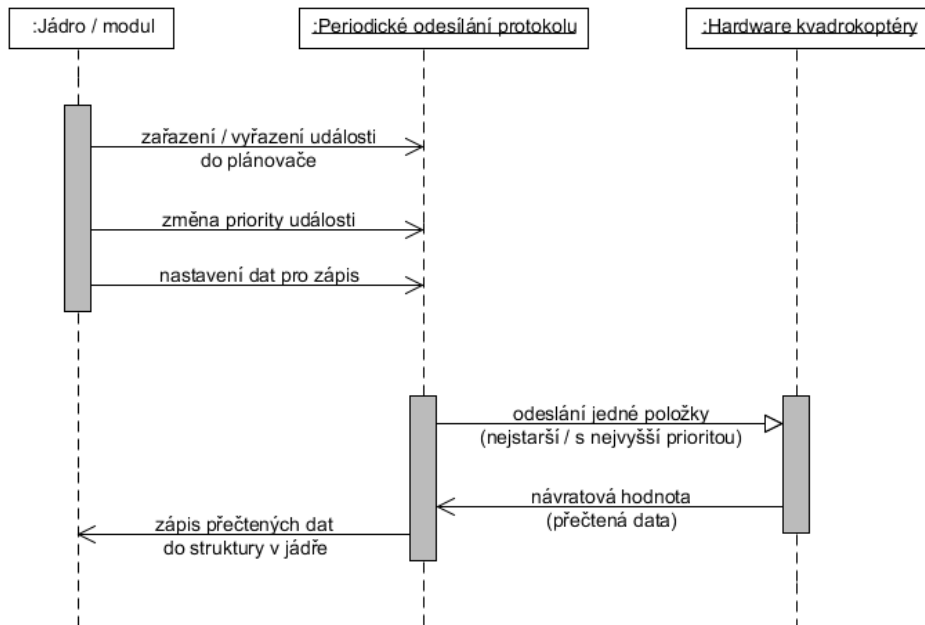 :Jádro / modul
:Periodické odesílání protokolu
:Hardware kvadrokoptéry
zařazení / vyřazení události
do plánovače
změna priority události
nastavení dat pro zápis
odeslání jedné položky
(nejstarší / s nejvyšší prioritou)
návratová hodnota
(přečtená data)
zápis přečtených dat
do struktury v jádře